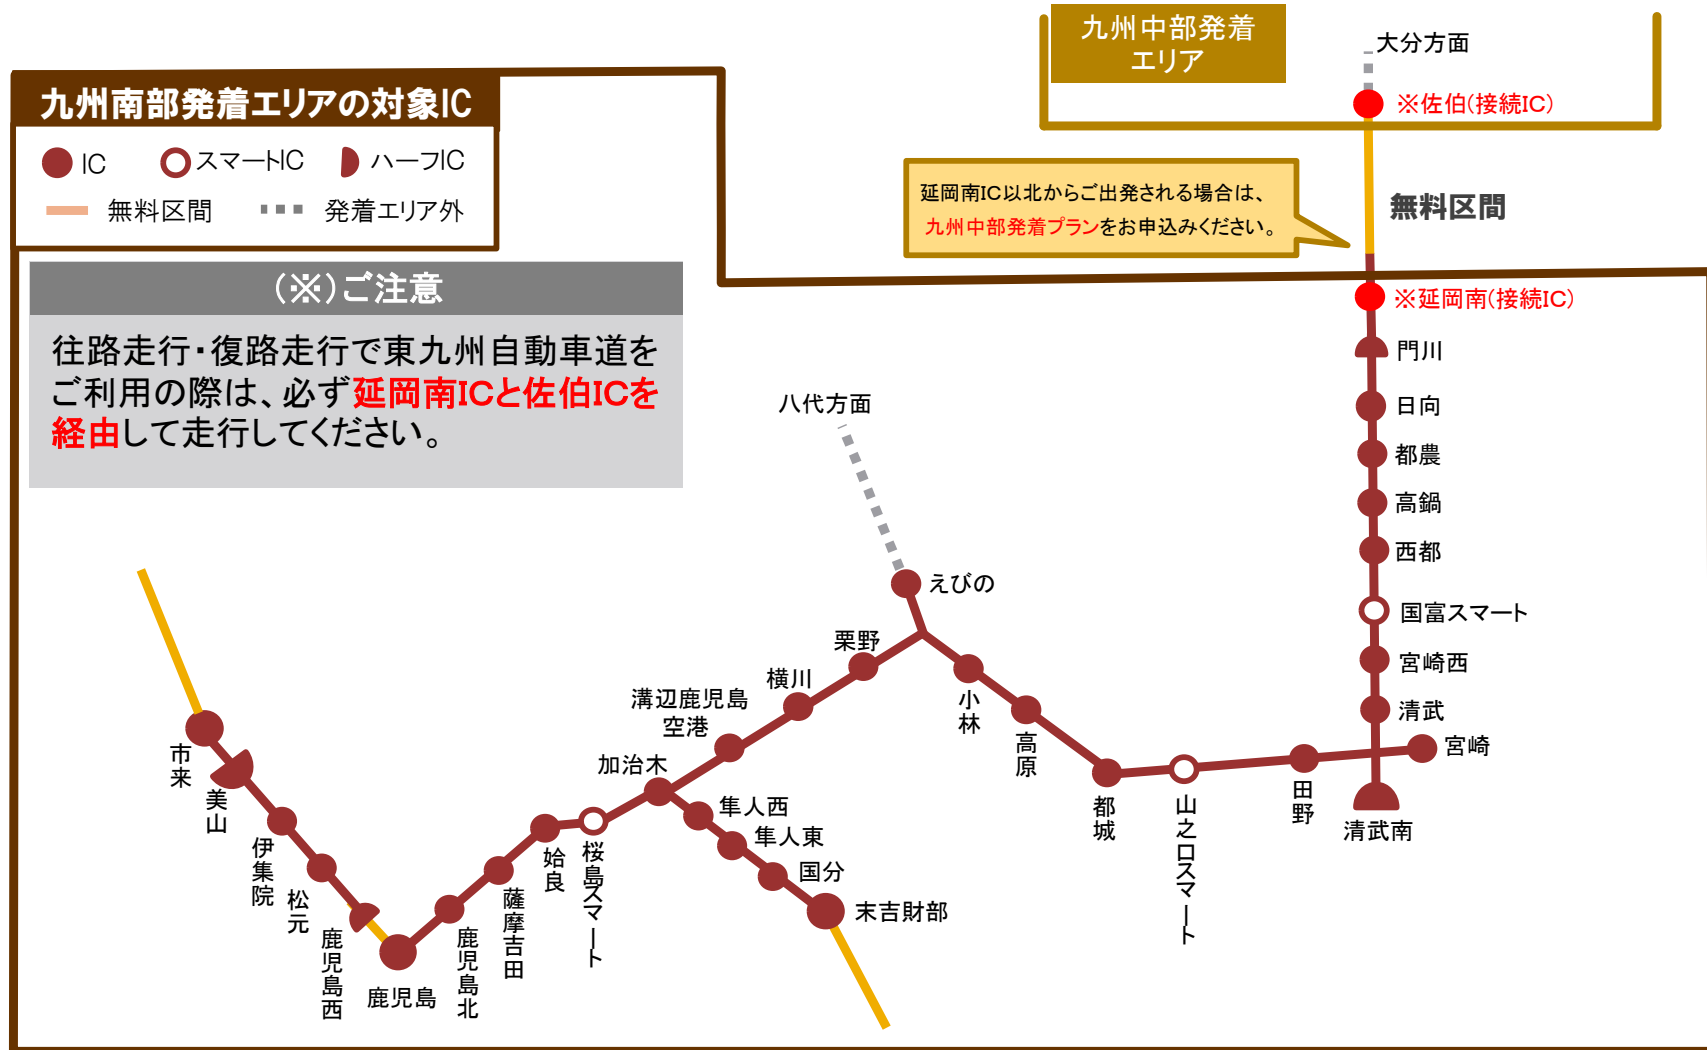 九州中部発着
エリア
大分方面
※佐伯(接続IC)
九州南部発着エリアの対象IC
IC
スマートIC
ハーフIC
無料区間
発着エリア外
延岡南IC以北からご出発される場合は、
九州中部発着プランをお申込みください。
無料区間
(※)ご注意
往路走行・復路走行で東九州自動車道を
ご利用の際は、必ず延岡南ICと佐伯ICを
経由して走行してください。
※延岡南(接続IC)
門川
日向
都農
高鍋
西都
国富スマート
宮崎西
清武
宮崎
清武南
八代方面
えびの
栗野
横川
溝辺鹿児島
空港
加治木
小林
高原
都城
山之口スマート
田野
隼人西
隼人東
国分
末吉財部
市来
美山
伊集院
松元
鹿児島西
鹿児島
鹿児島北
薩摩吉田
姶良
桜島スマート